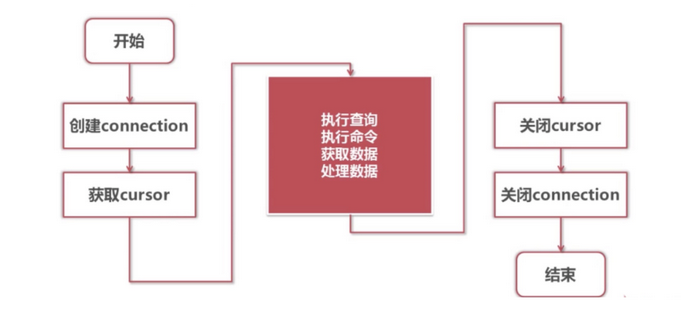 开始
创建connection
获取cursor
执行查询
执行命令
获取数据
处理数据
关闭cursor
关闭connection
结束